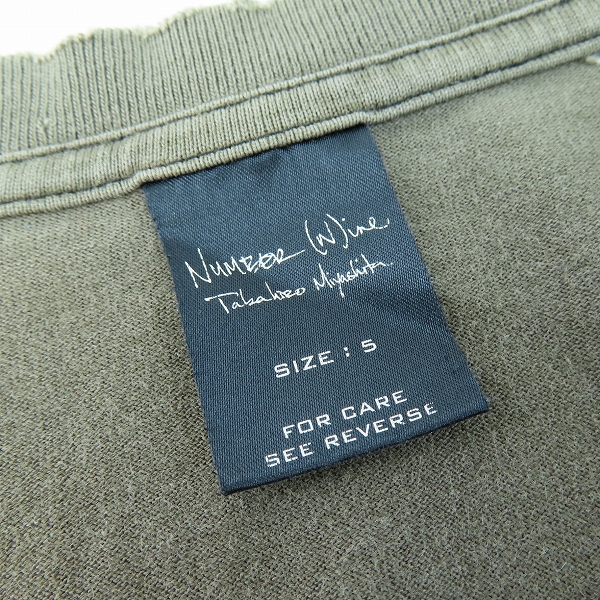 NUMBER (N)ine
Takahiro Miyashita
SIZE : 5
FOR CARE
SEE REVERSE